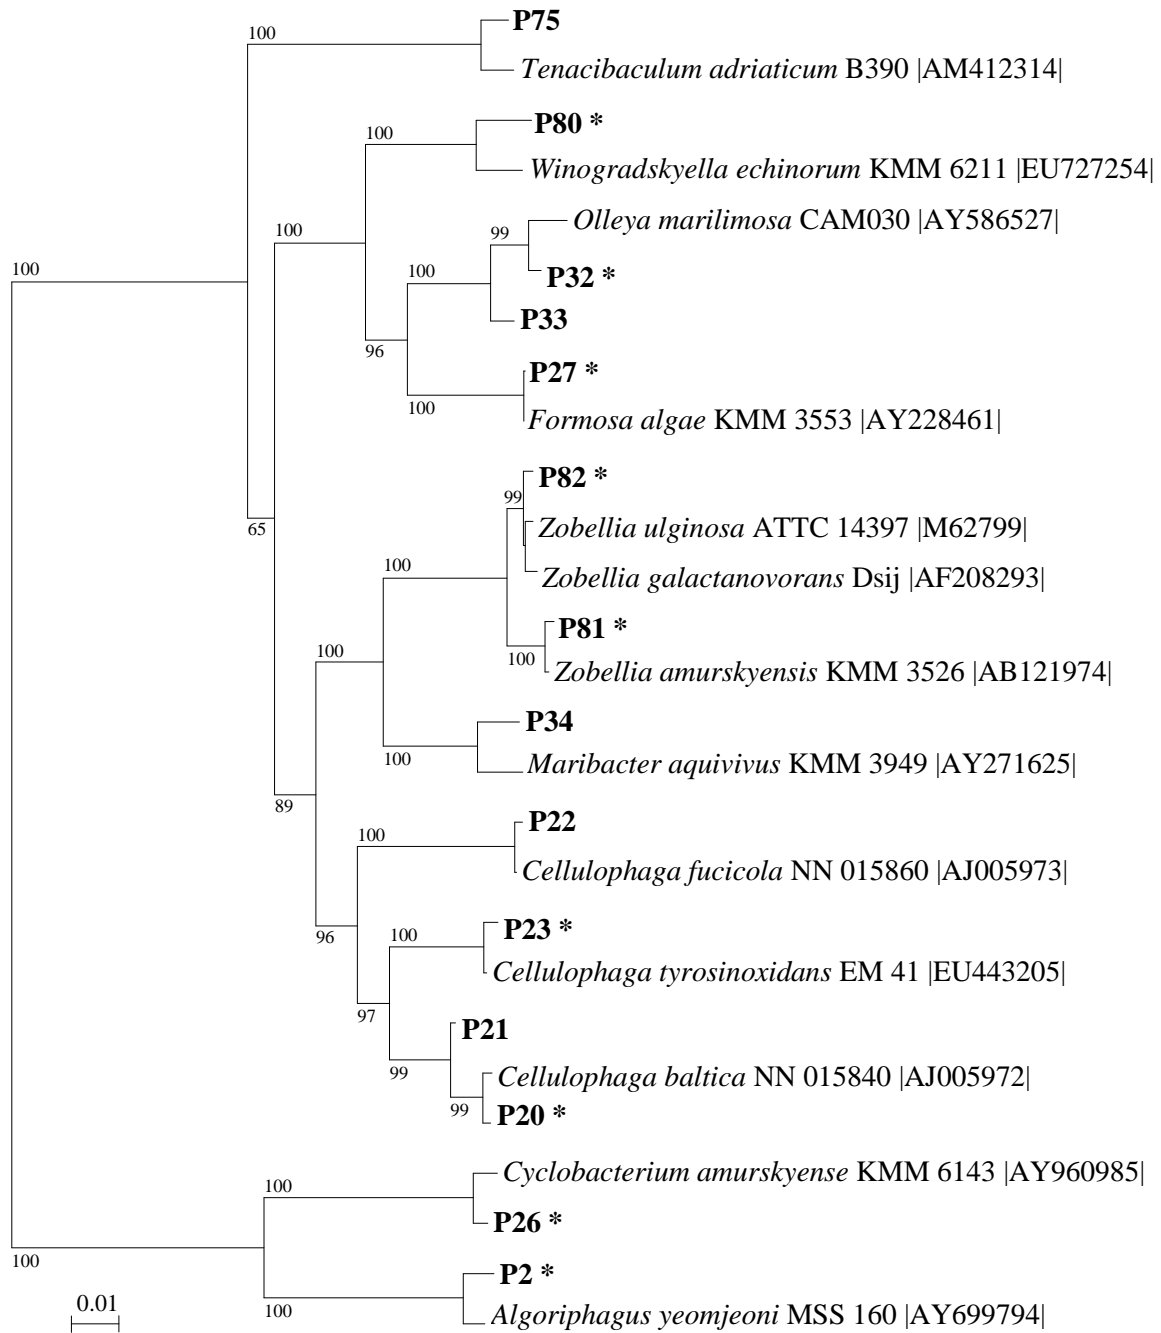 100
P75
Tenacibaculum adriaticum B390 |AM412314|
P80 *
100
Winogradskyella echinorum KMM 6211 |EU727254|
Olleya marilimosa CAM030 |AY586527|
100
99
100
100
P32 *
P33
96
P27 *
100
Formosa algae KMM 3553 |AY228461|
P82 *
99
65
Zobellia ulginosa ATTC 14397 |M62799|
100
Zobellia galactanovorans Dsij |AF208293|
P81 *
100
100
Zobellia amurskyensis KMM 3526 |AB121974|
P34
100
Maribacter aquivivus KMM 3949 |AY271625|
89
P22
100
Cellulophaga fucicola NN 015860 |AJ005973|
96
100
P23 *
Cellulophaga tyrosinoxidans EM 41 |EU443205|
97
P21
99
Cellulophaga baltica NN 015840 |AJ005972|
99
P20 *
Cyclobacterium amurskyense KMM 6143 |AY960985|
100
P26 *
100
P2 *
0.01
100
Algoriphagus yeomjeoni MSS 160 |AY699794|